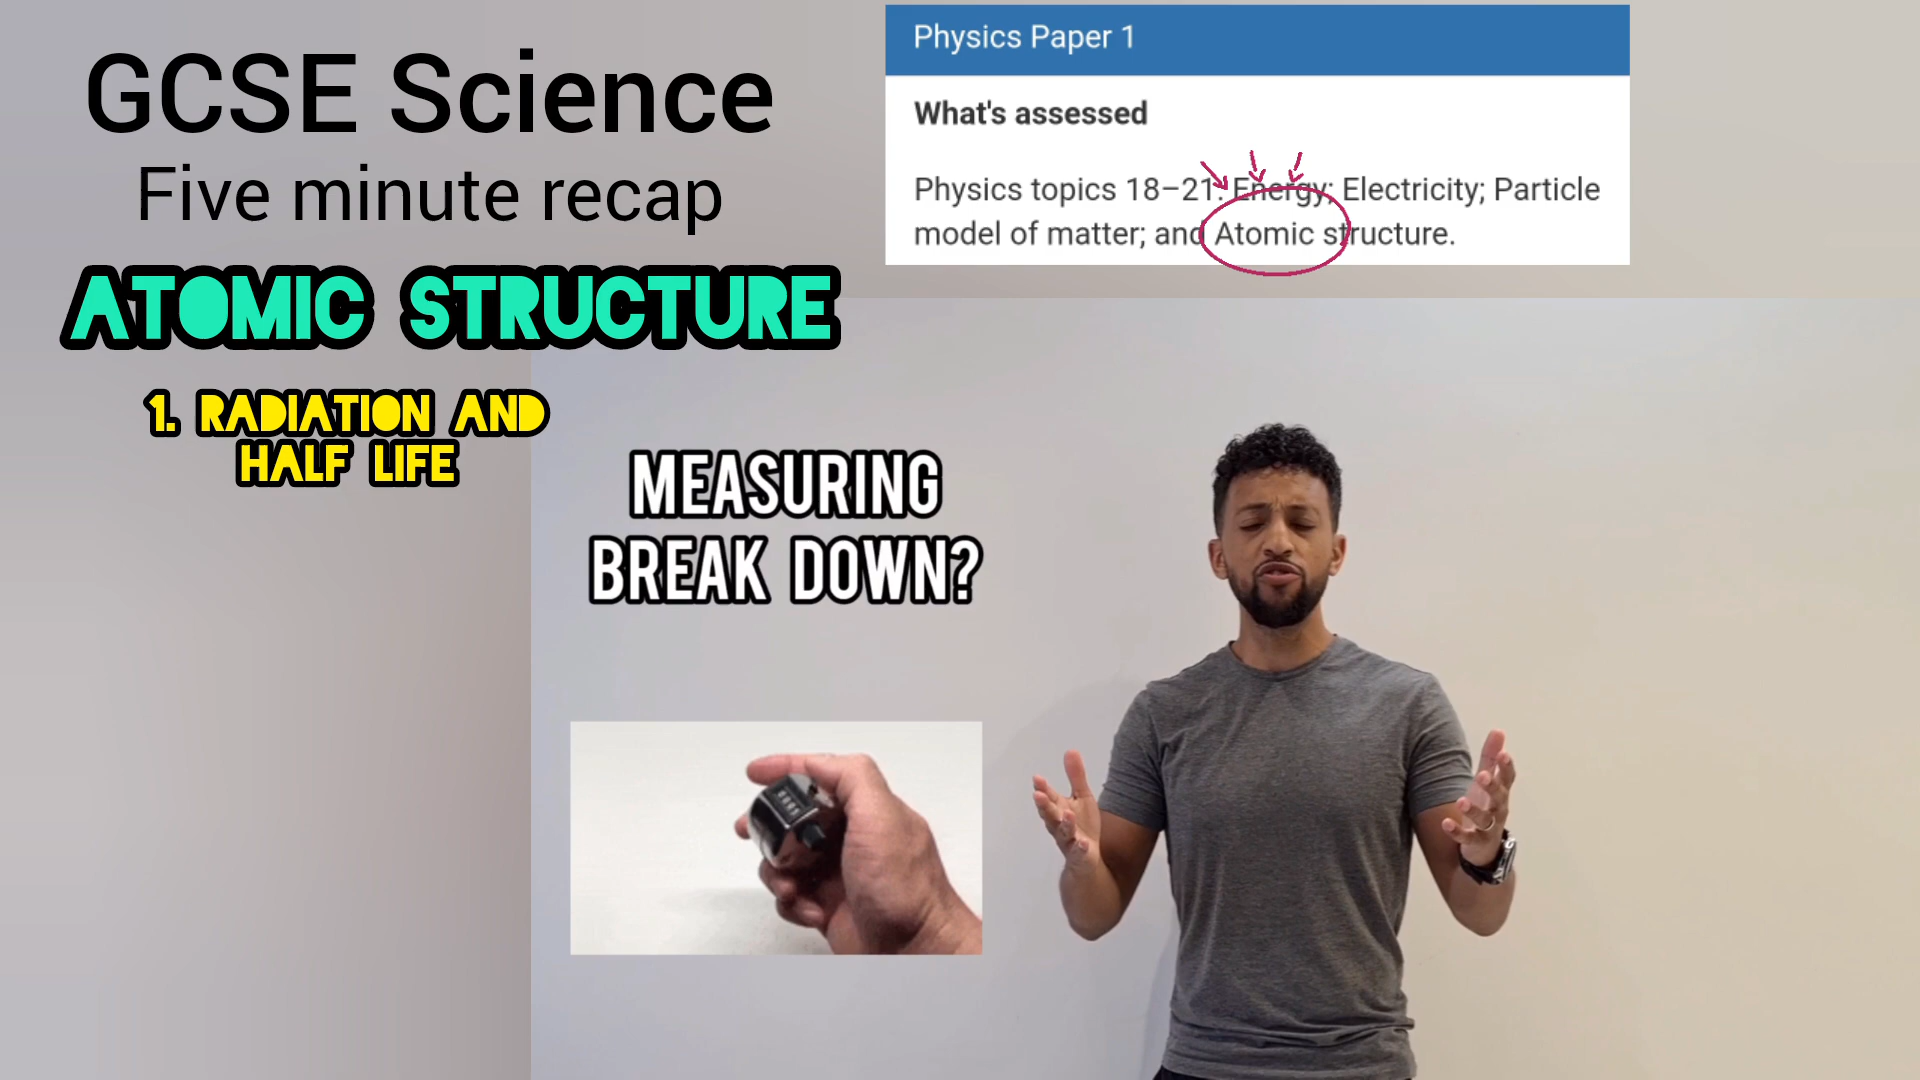 GCSE Science
Five minute recap
ATOMIC STRUCTURE
1. RADIATION AND
HALF LIFE
Physics Paper 1
What's assessed
Physics topics 18–21: Energy; Electricity; Particle
model of matter; and Atomic structure.
MEASURING
BREAK DOWN?